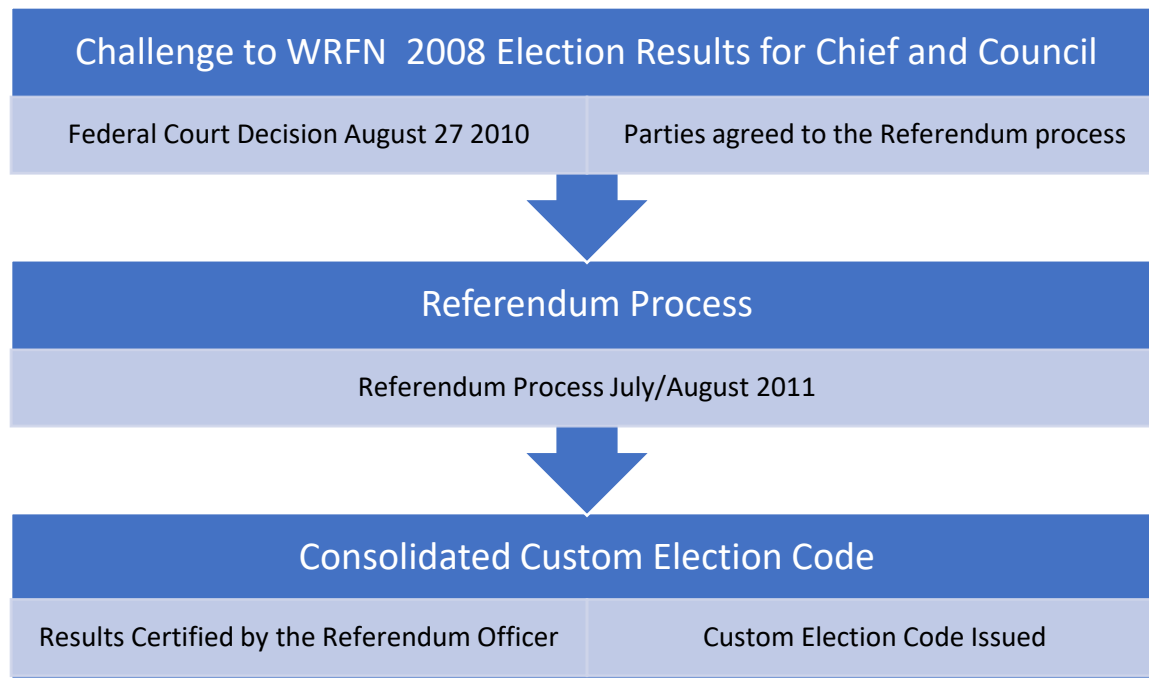 Challenge to WRFN  2008 Election Results for Chief and Council
Federal Court Decision August 27 2010
Parties agreed to the Referendum process
Referendum Process
Referendum Process July/August 2011
Consolidated Custom Election Code
Results Certified by the Referendum Officer
Custom Election Code Issued